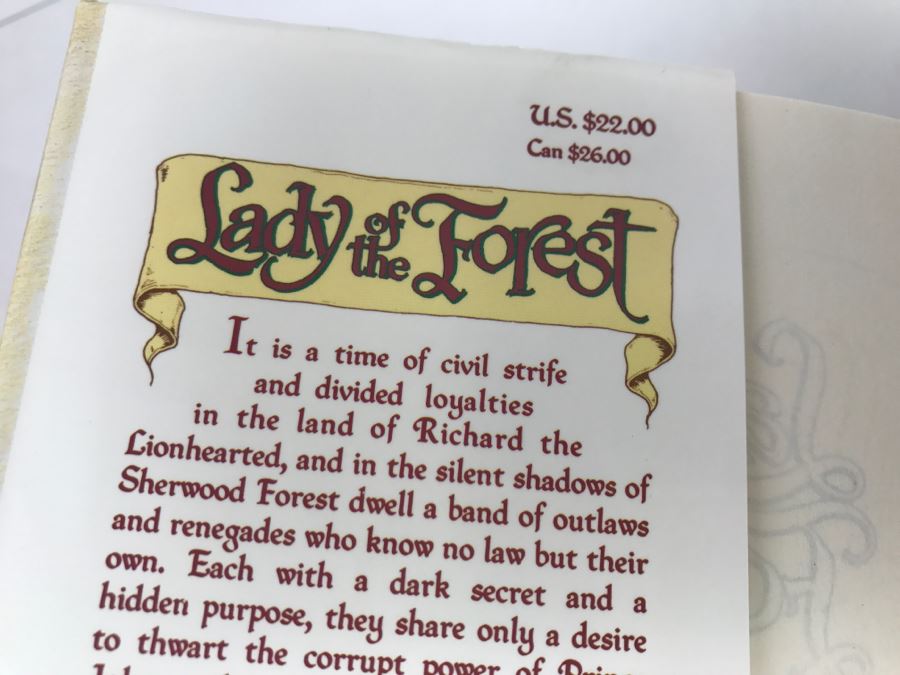 U.S. $22.00
Can $26.00
Lady of the Forest
It is a time of civil strife
and divided loyalties
in the land of Richard the
Lionhearted, and in the silent shadows of
Sherwood Forest dwell a band of outlaws
and renegades who know no law but their
own. Each with a dark secret and a
hidden purpose, they share only a desire
to thwart the corrupt power of